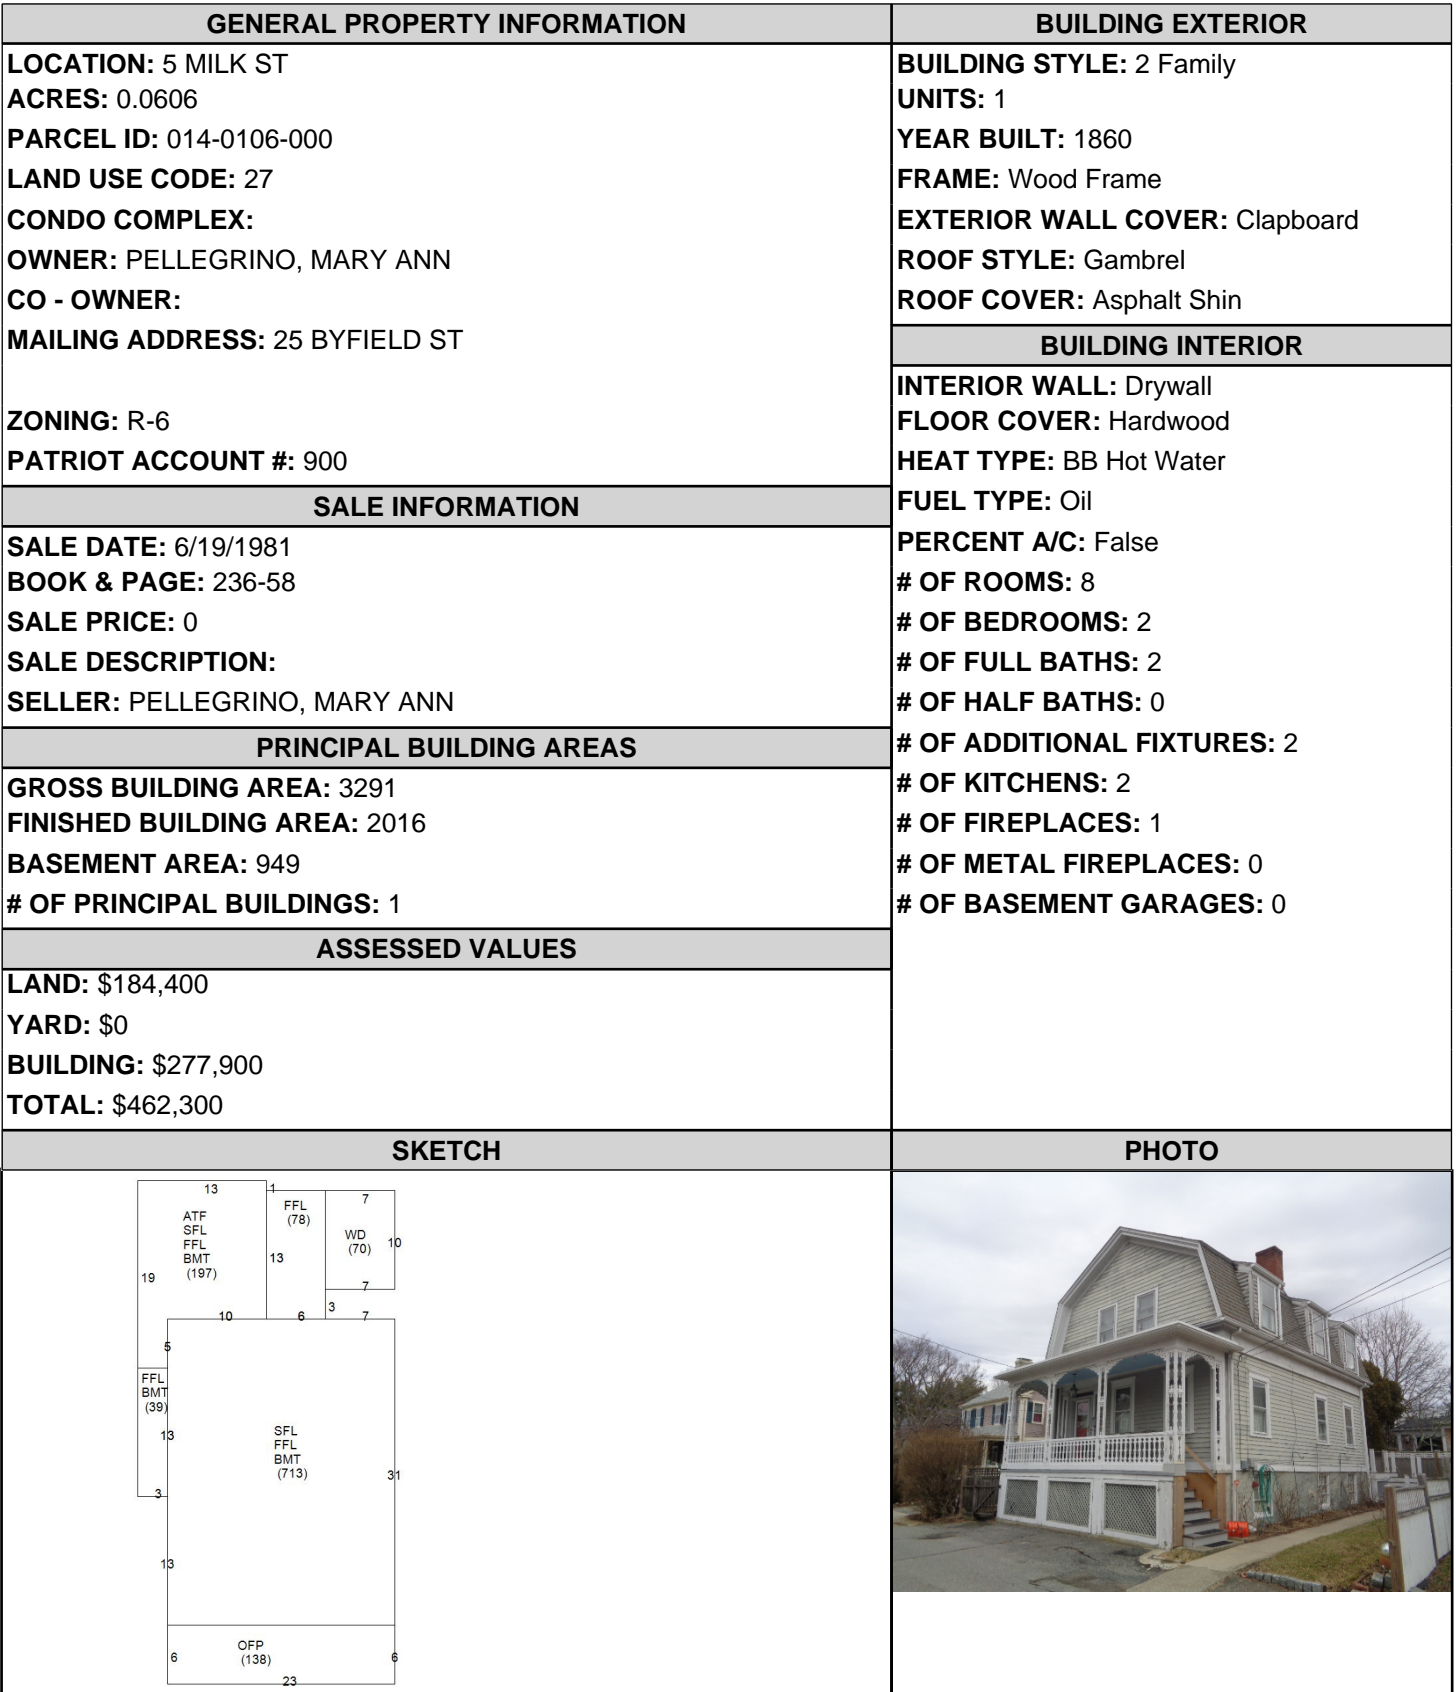 GENERAL PROPERTY INFORMATION
LOCATION: 5 MILK ST
ACRES: 0.0606
PARCEL ID: 014-0106-000
LAND USE CODE: 27
CONDO COMPLEX:
OWNER: PELLEGRINO, MARY ANN
CO - OWNER:
MAILING ADDRESS: 25 BYFIELD ST
ZONING: R-6
PATRIOT ACCOUNT #: 900
SALE INFORMATION
SALE DATE: 6/19/1981
BOOK & PAGE: 236-58
SALE PRICE: 0
SALE DESCRIPTION:
SELLER: PELLEGRINO, MARY ANN
PRINCIPAL BUILDING AREAS
GROSS BUILDING AREA: 3291
FINISHED BUILDING AREA: 2016
BASEMENT AREA: 949
# OF PRINCIPAL BUILDINGS: 1
ASSESSED VALUES
LAND: $184,400
YARD: $0
BUILDING: $277,900
TOTAL: $462,300
BUILDING EXTERIOR
BUILDING STYLE: 2 Family
UNITS: 1
YEAR BUILT: 1860
FRAME: Wood Frame
EXTERIOR WALL COVER: Clapboard
ROOF STYLE: Gambrel
ROOF COVER: Asphalt Shin
BUILDING INTERIOR
INTERIOR WALL: Drywall
FLOOR COVER: Hardwood
HEAT TYPE: BB Hot Water
FUEL TYPE: Oil
PERCENT A/C: False
# OF ROOMS: 8
# OF BEDROOMS: 2
# OF FULL BATHS: 2
# OF HALF BATHS: 0
# OF ADDITIONAL FIXTURES: 2
# OF KITCHENS: 2
# OF FIREPLACES: 1
# OF METAL FIREPLACES: 0
# OF BASEMENT GARAGES: 0
SKETCH
13
1
7
ATF
SFL
FFL
BMT
(197)
FFL
(78)
WD
(70)
10
13
19
7
3
10
6
7
5
FFL
BMT
(39)
13
SFL
FFL
BMT
(713)
31
3
13
OFP
(138)
6
6
23
PHOTO